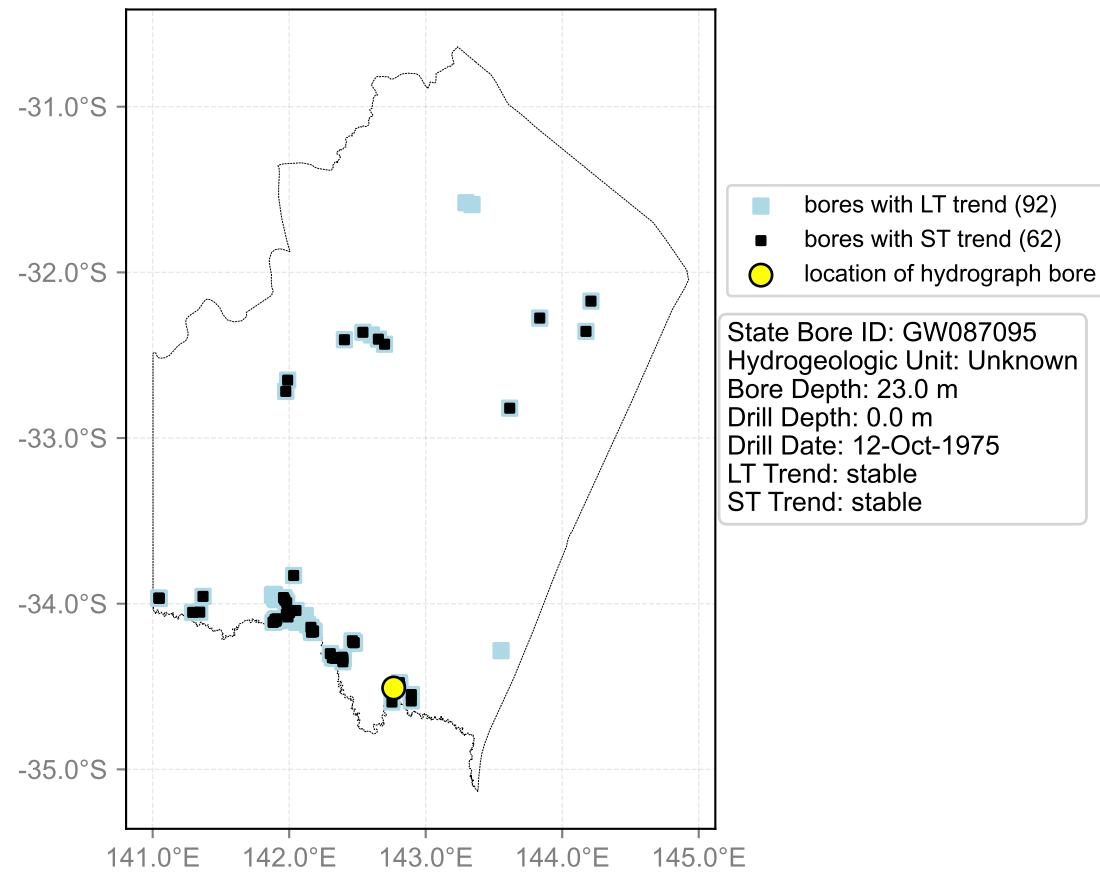 -31.0°S
-32.0°S
-33.0°S
-34.0°S
-35.0°S
141.0°E 142.0°E 143.0°E 144.0°E 145.0°E
bores with LT trend (92)
bores with ST trend (62)
location of hydrograph bore
State Bore ID: GW087095
Hydrogeologic Unit: Unknown
Bore Depth: 23.0 m
Drill Depth: 0.0 m
Drill Date: 12-Oct-1975
LT Trend: stable
ST Trend: stable